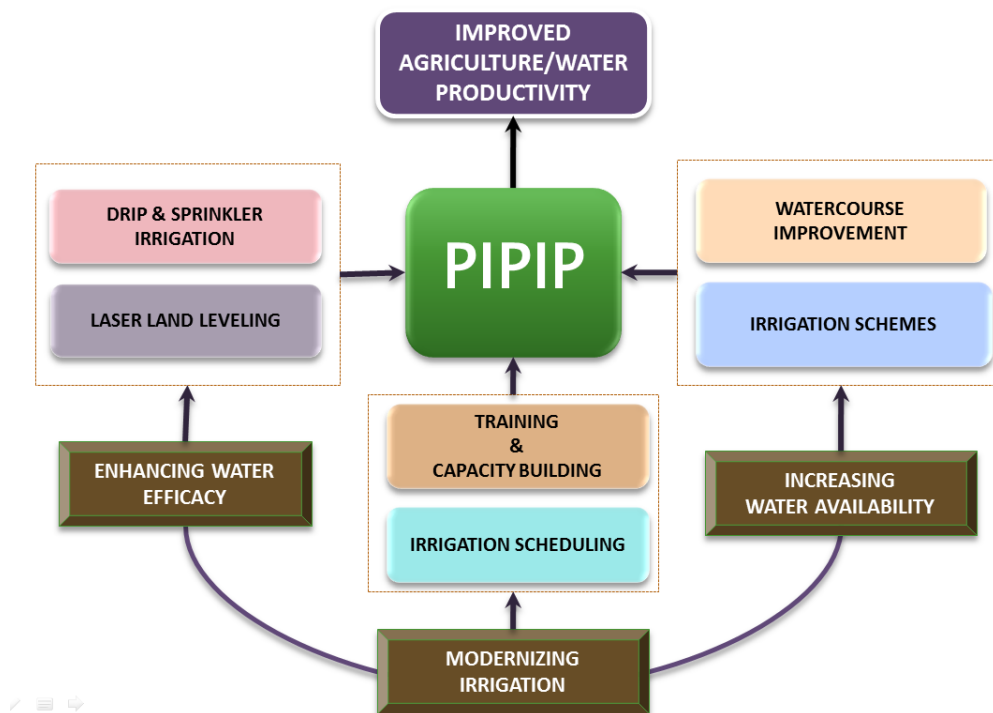 IMPROVED
AGRICULTURE/WATER
PRODUCTIVITY
DRIP & SPRINKLER
IRRIGATION
LASER LAND LEVELING
PIPIP
WATERCOURSE
IMPROVEMENT
IRRIGATION SCHEMES
TRAINING
&
CAPACITY BUILDING
IRRIGATION SCHEDULING
ENHANCING WATER
EFFICACY
INCREASING
WATER AVAILABILITY
MODERNIZING
IRRIGATION